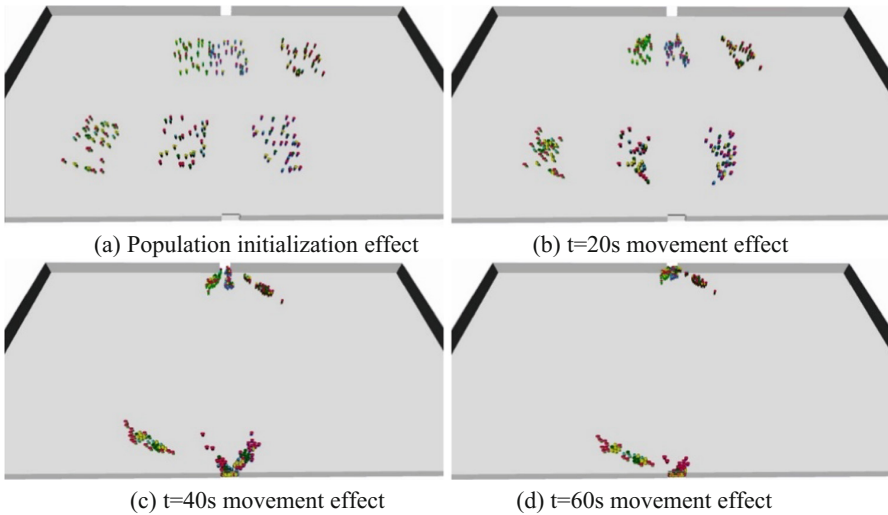 (a) Population initialization effect
(b) t=20s movement effect
(c) t=40s movement effect
(d) t=60s movement effect